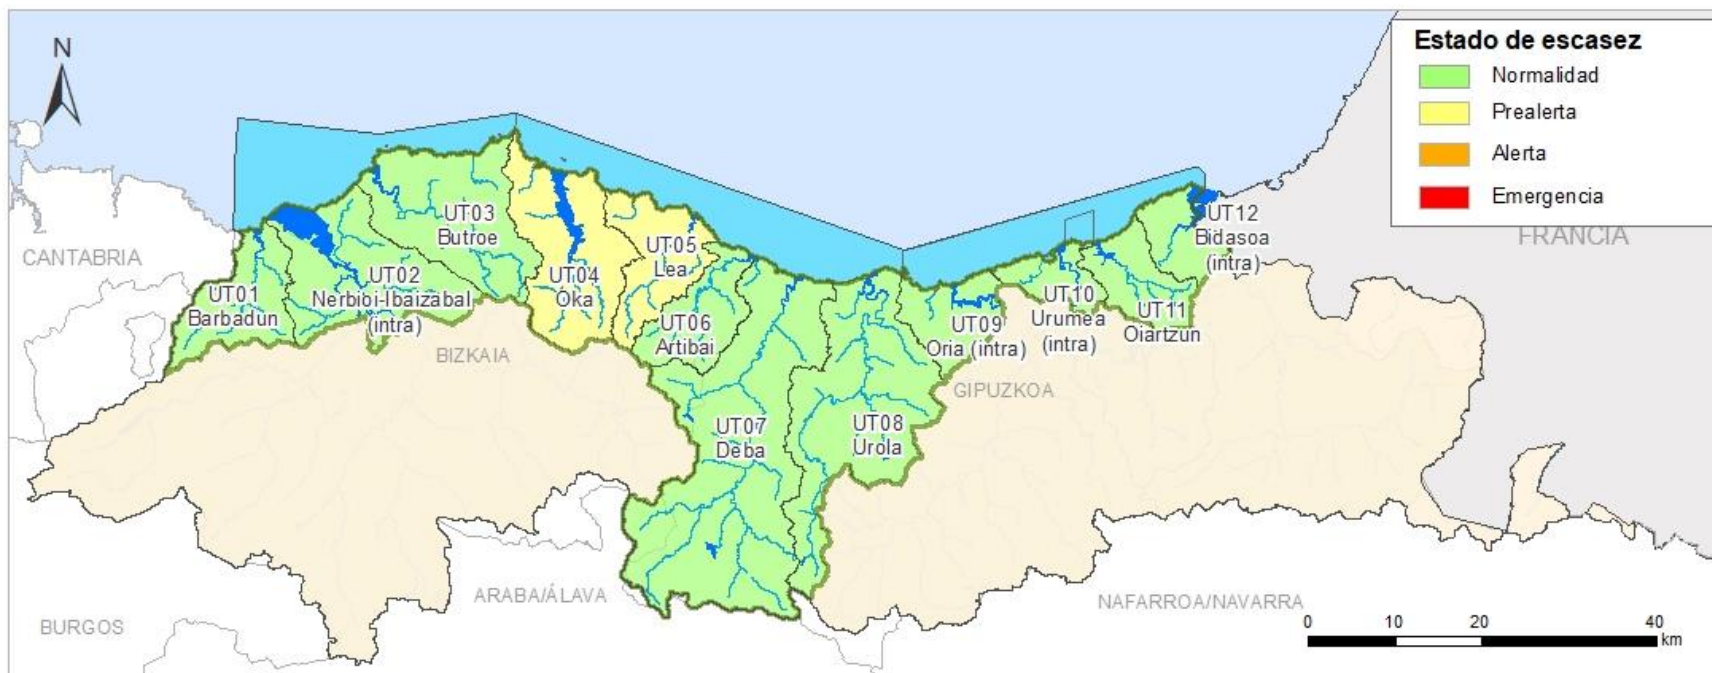 N
Estado de escasez
Normalidad
Prealerta
Alerta
Emergencia
CANTABRIA
FRANCIA
UT01
Barbadun
UT02
Nerbioi-Ibaizabal
(intra)
UT03
Butroe
UT04
Oka
UT05
Lea
UT06
Artibai
UT07
Deba
UT08
Urola
UT09
Oria (intra)
UT10
Urumea
(intra)
UT11
Oiartzun
UT12
Bidasoa
(intra)
BIZKAIA
GIPUZKOA
ARABA/ÁLAVA
NAFARROA/NAVARRA
BURGOS
0 10 20 40
km